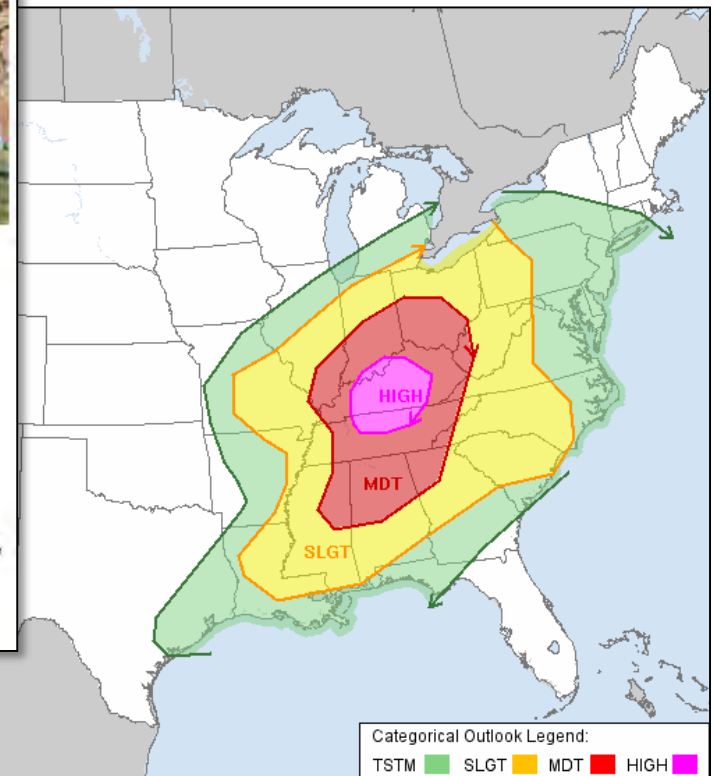 HIGH
MDT
SLGT
Categorical Outlook Legend:
TSTM SLGT MDT HIGH